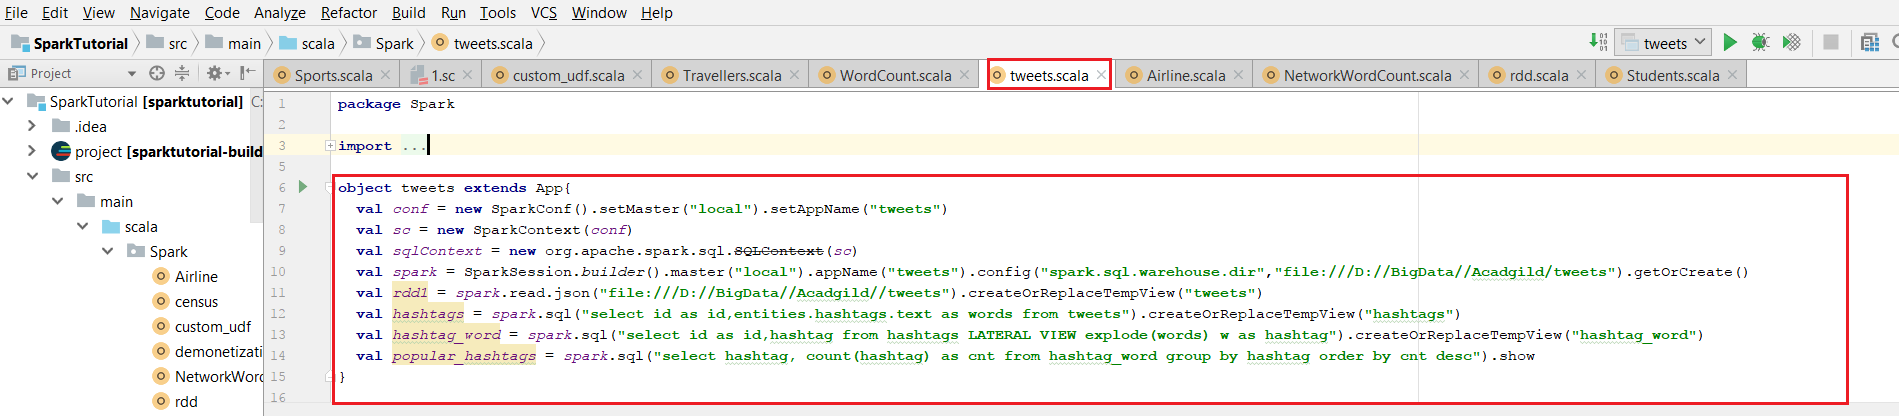 File Edit View Navigate Code Analyze Refactor Build Run Tools VCS Window Help
SparkTutorial src main scala Spark tweets.scala tweets
Project Sports.scala 1.sc custom_udf.scala Travellers.scala WordCount.scala tweets.scala Airline.scala NetworkWordCount.scala rdd.scala Students.scala
SparkTutorial [sparktutorial] C:
.idea
project [sparktutorial-build
src
main
scala
Spark
Airline
census
custom_udf
demonetizati
NetworkWord
rdd
1 package Spark
2
3 import ...
5
6 object tweets extends App{
7 val conf = new SparkConf().setMaster("local").setAppName("tweets")
8 val sc = new SparkContext(conf)
9 val sqlContext = new org.apache.spark.sql.SQLContext(sc)
10 val spark = SparkSession.builder().master("local").appName("tweets").config("spark.sql.warehouse.dir","file:///D://BigData//Acadgild/tweets").getOrCreate()
11 val rdd1 = spark.read.json("file:///D://BigData//Acadgild//tweets").createOrReplaceTempView("tweets")
12 val hashtags = spark.sql("select id as id,entities.hashtags.text as words from tweets").createOrReplaceTempView("hashtags")
13 val hashtag_word = spark.sql("select id as id,hashtag from hashtags LATERAL VIEW explode(words) w as hashtag").createOrReplaceTempView("hashtag_word")
14 val popular_hashtags = spark.sql("select hashtag, count(hashtag) as cnt from hashtag_word group by hashtag order by cnt desc").show
15 }
16